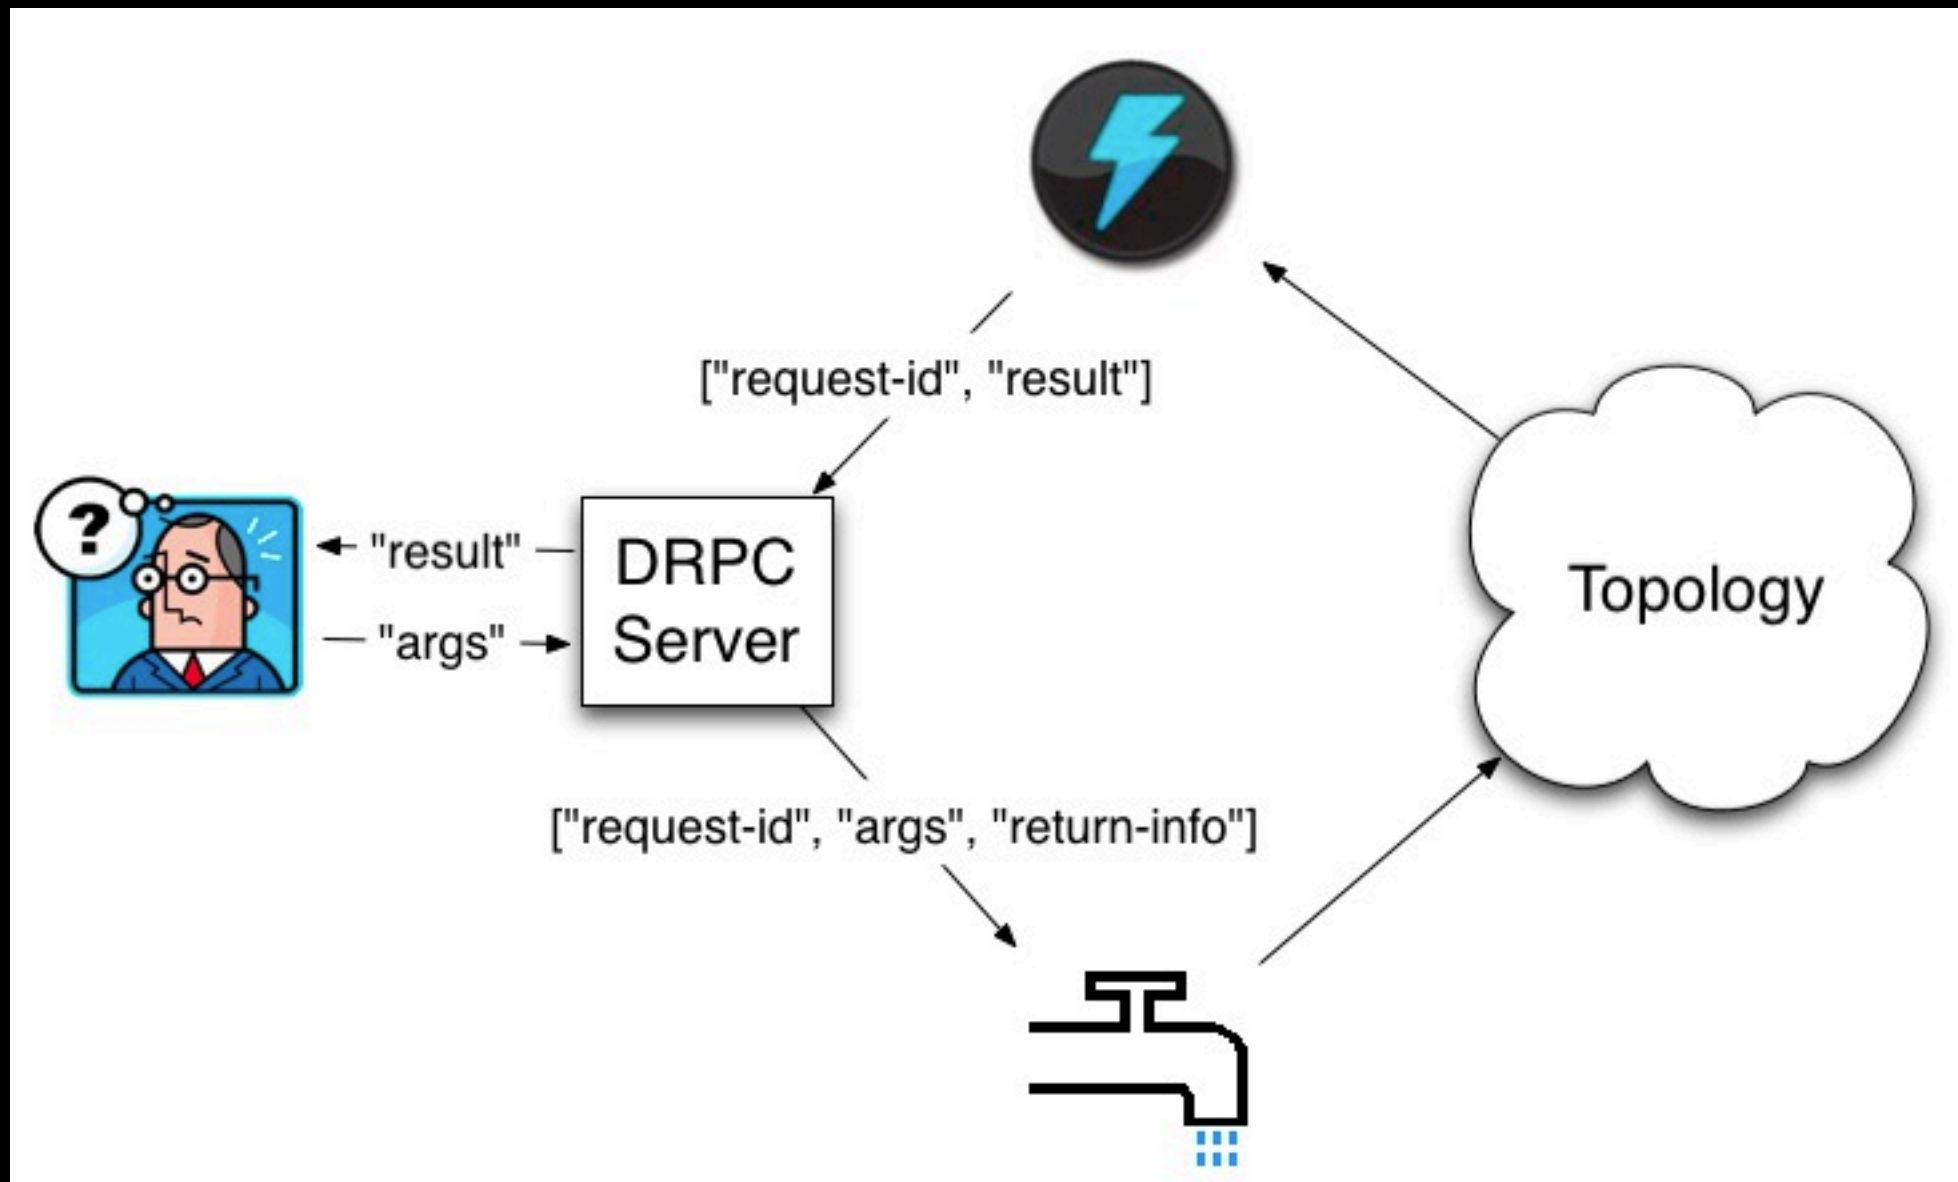 ["request-id", "result"]
?
"result"
DRPC
Server
"args"
Topology
["request-id", "args", "return-info"]